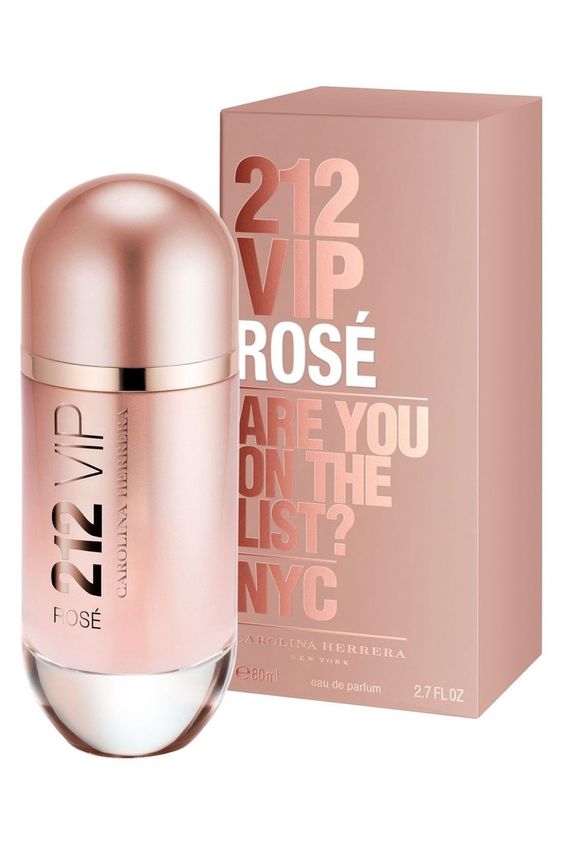 212 VIP
CAROLINA HERRERA
ROSÉ
212
VIP
ROSÉ
ARE YOU
ON THE
LIST?
NYC
CAROLINA HERRERA
NEW YORK
℮80ml
eau de parfum
2.7 FL OZ